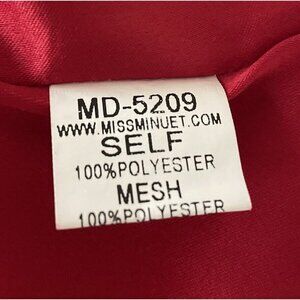 MD-5209
WWW.MISSMINUET.COM
SELF
100%POLYESTER
MESH
100%POLYESTER